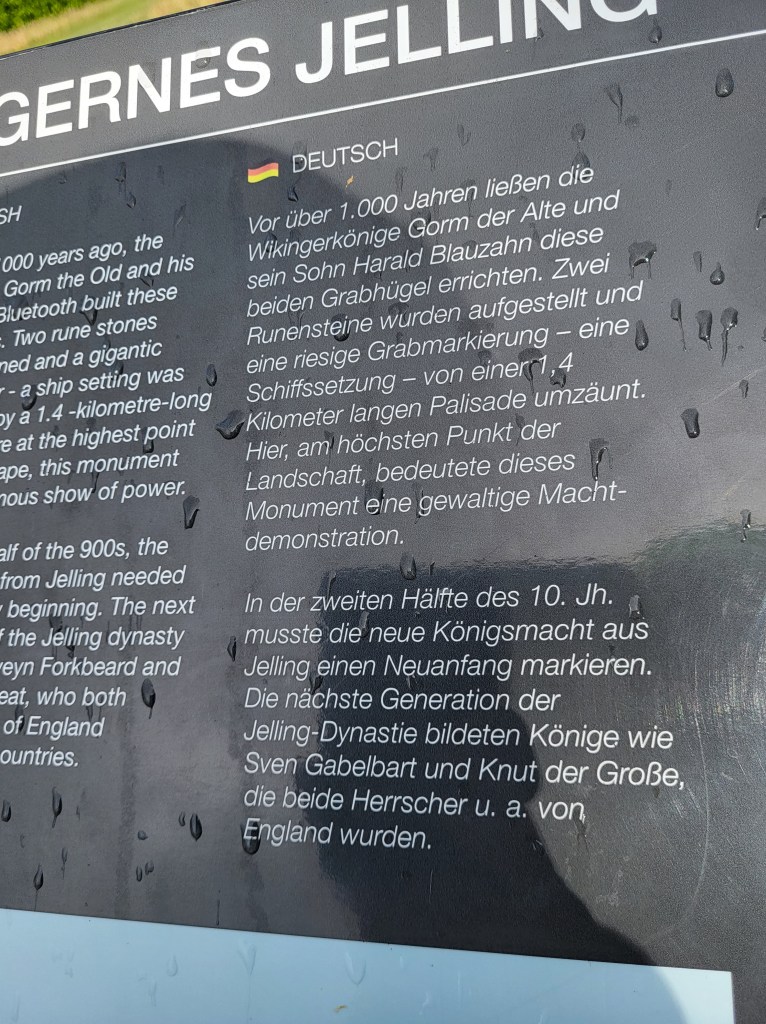 GERNES JELLING
SH
000 years ago, the
Gorm the Old and his
Bluetooth built these
. Two rune stones
ned and a gigantic
r - a ship setting was
by a 1.4 -kilometre-long
re at the highest point
ape, this monument
mous show of power.
alf of the 900s, the
from Jelling needed
beginning. The next
f the Jelling dynasty
veyn Forkbeard and
eat, who both
of England
ountries.
DEUTSCH
Vor über 1.000 Jahren ließen die
Wikingerkönige Gorm der Alte und
sein Sohn Harald Blauzahn diese
beiden Grabhügel errichten. Zwei
Runensteine wurden aufgestellt und
eine riesige Grabmarkierung – eine
Schiffssetzung – von einer 1,4
Kilometer langen Palisade umzäunt.
Hier, am höchsten Punkt der
Landschaft, bedeutete dieses
Monument eine gewaltige Macht-
demonstration.
In der zweiten Hälfte des 10. Jh.
musste die neue Königsmacht aus
Jelling einen Neuanfang markieren.
Die nächste Generation der
Jelling-Dynastie bildeten Könige wie
Sven Gabelbart und Knut der Große,
die beide Herrscher u. a. von
England wurden.